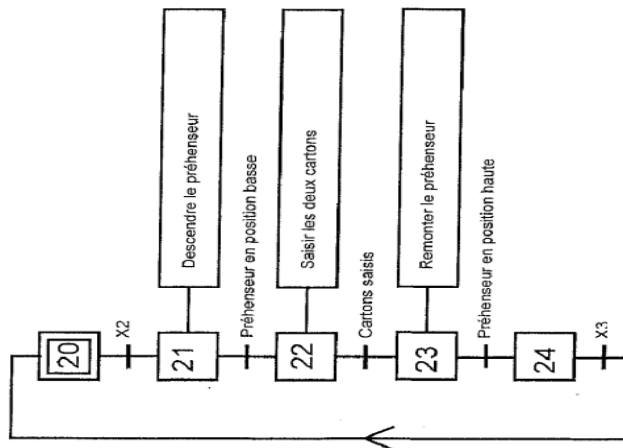 20
X2
21
Descendre le préhenseur
Préhenseur en position basse
22
Saisir les deux cartons
Cartons saisis
23
Remonter le préhenseur
Préhenseur en position haute
24
X3